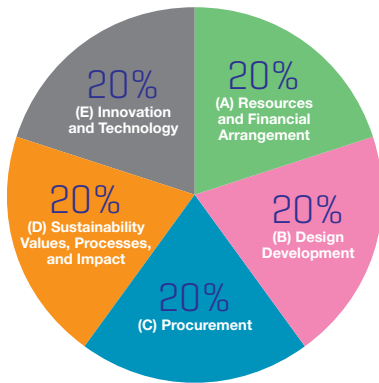 20%
(A) Resources
and Financial
Arrangement
20%
(B) Design
Development
20%
(C) Procurement
20%
(D) Sustainability
Values, Processes,
and Impact
20%
(E) Innovation
and Technology